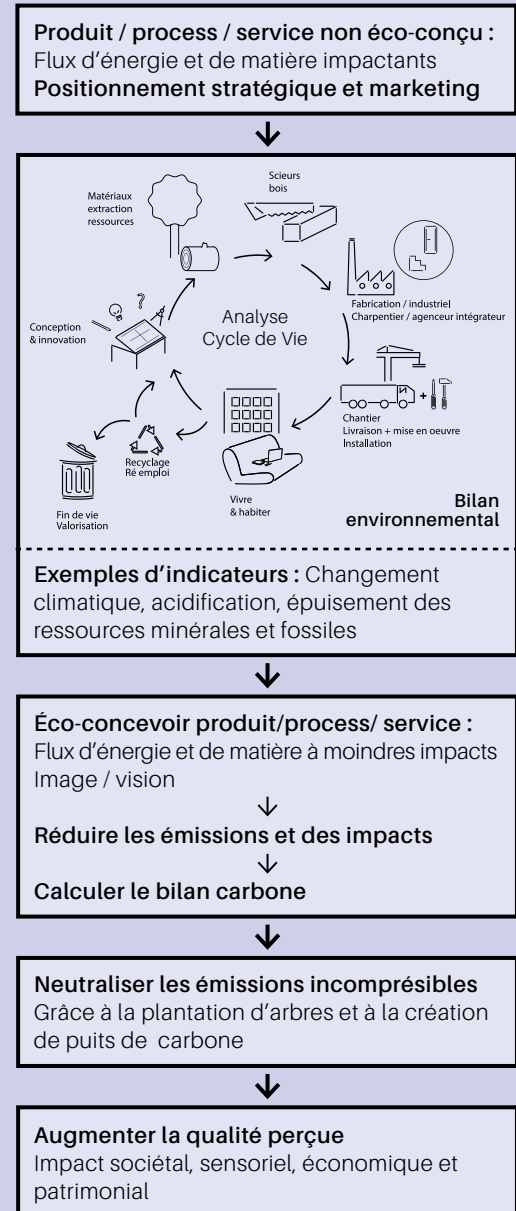 Produit / process / service non éco-conçu :
Flux d’énergie et de matière impactants
Positionnement stratégique et marketing
Matériaux
extraction
ressources
Scieurs
bois
Fabrication / industriel
Charpentier / agenceur intégrateur
Analyse
Cycle de Vie
Conception
& innovation
?
+
Chantier
Livraison + mise en oeuvre
Installation
Recyclage
Ré emploi
Vivre
& habiter
Fin de vie
Valorisation
Bilan
environnemental
Exemples d’indicateurs : Changement
climatique, acidification, épuisement des
ressources minérales et fossiles
Éco-concevoir produit/process/ service :
Flux d’énergie et de matière à moindres impacts
Image / vision
Réduire les émissions et des impacts
Calculer le bilan carbone
Neutraliser les émissions incomprésibles
Grâce à la plantation d’arbres et à la création
de puits de carbone
Augmenter la qualité perçue
Impact sociétal, sensoriel, économique et
patrimonial